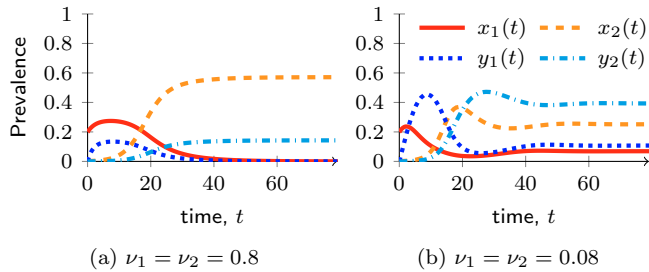 Prevalence
1
0.8
0.6
0.4
0.2
0
0 20 40 60
time, t
(a) ν₁ = ν₂ = 0.8
1
0.8
0.6
0.4
0.2
0
x₁(t) x₂(t)
y₁(t) y₂(t)
0 20 40 60
time, t
(b) ν₁ = ν₂ = 0.08